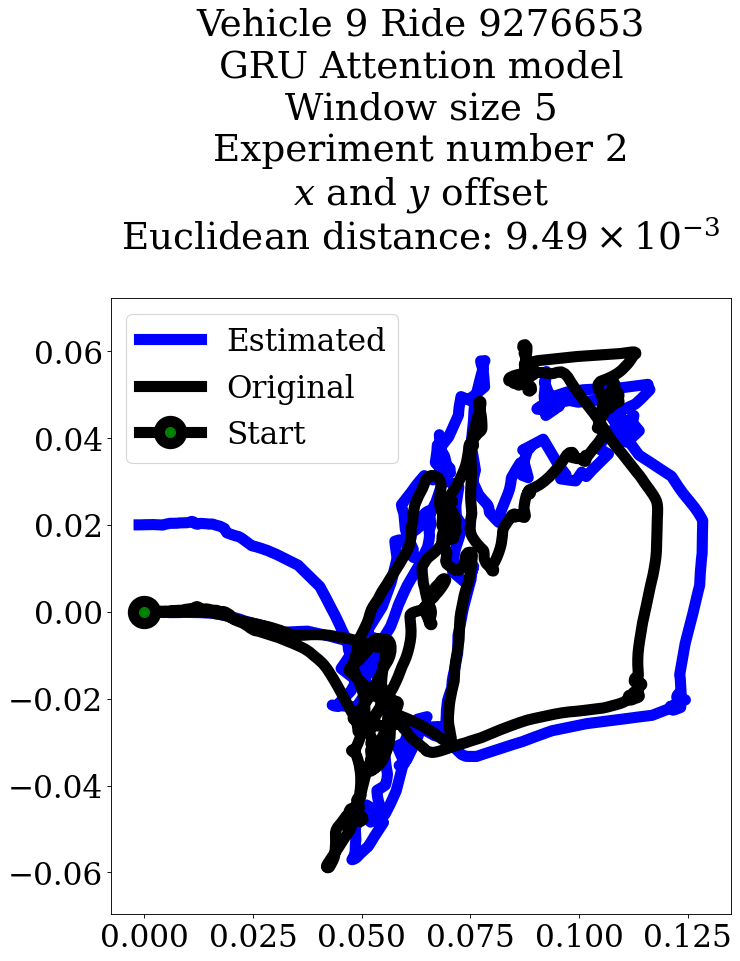 Vehicle 9 Ride 9276653
GRU Attention model
Window size 5
Experiment number 2
x and y offset
Euclidean distance: 9.49 × 10⁻³
Estimated
Original
Start
0.06
0.04
0.02
0.00
−0.02
−0.04
−0.06
0.000 0.025 0.050 0.075 0.100 0.125